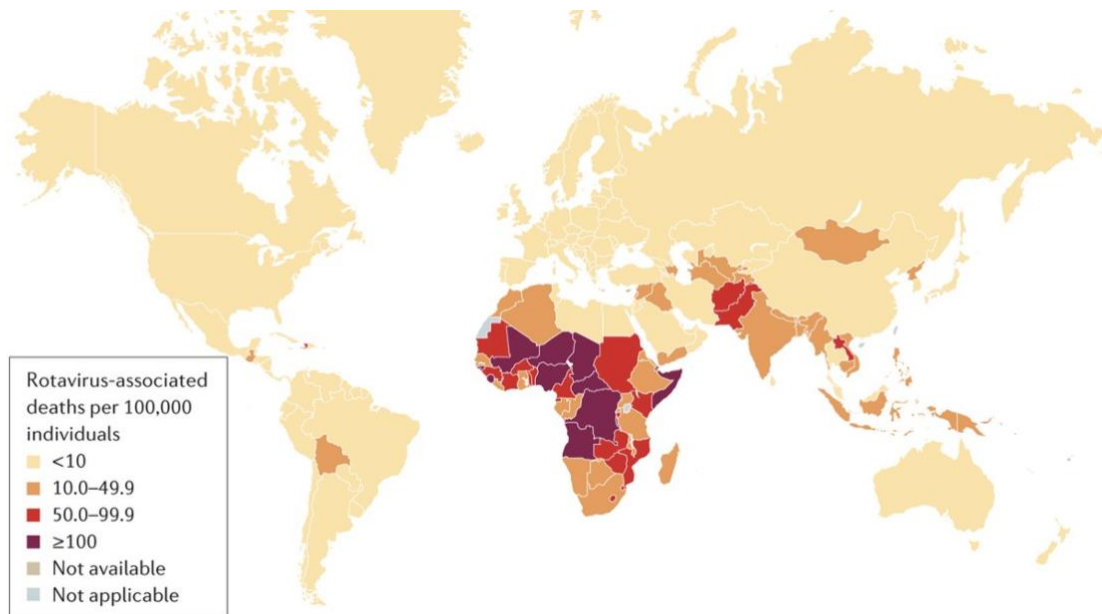 Rotavirus-associated
deaths per 100,000
individuals
<10
10.0–49.9
50.0–99.9
≥100
Not available
Not applicable